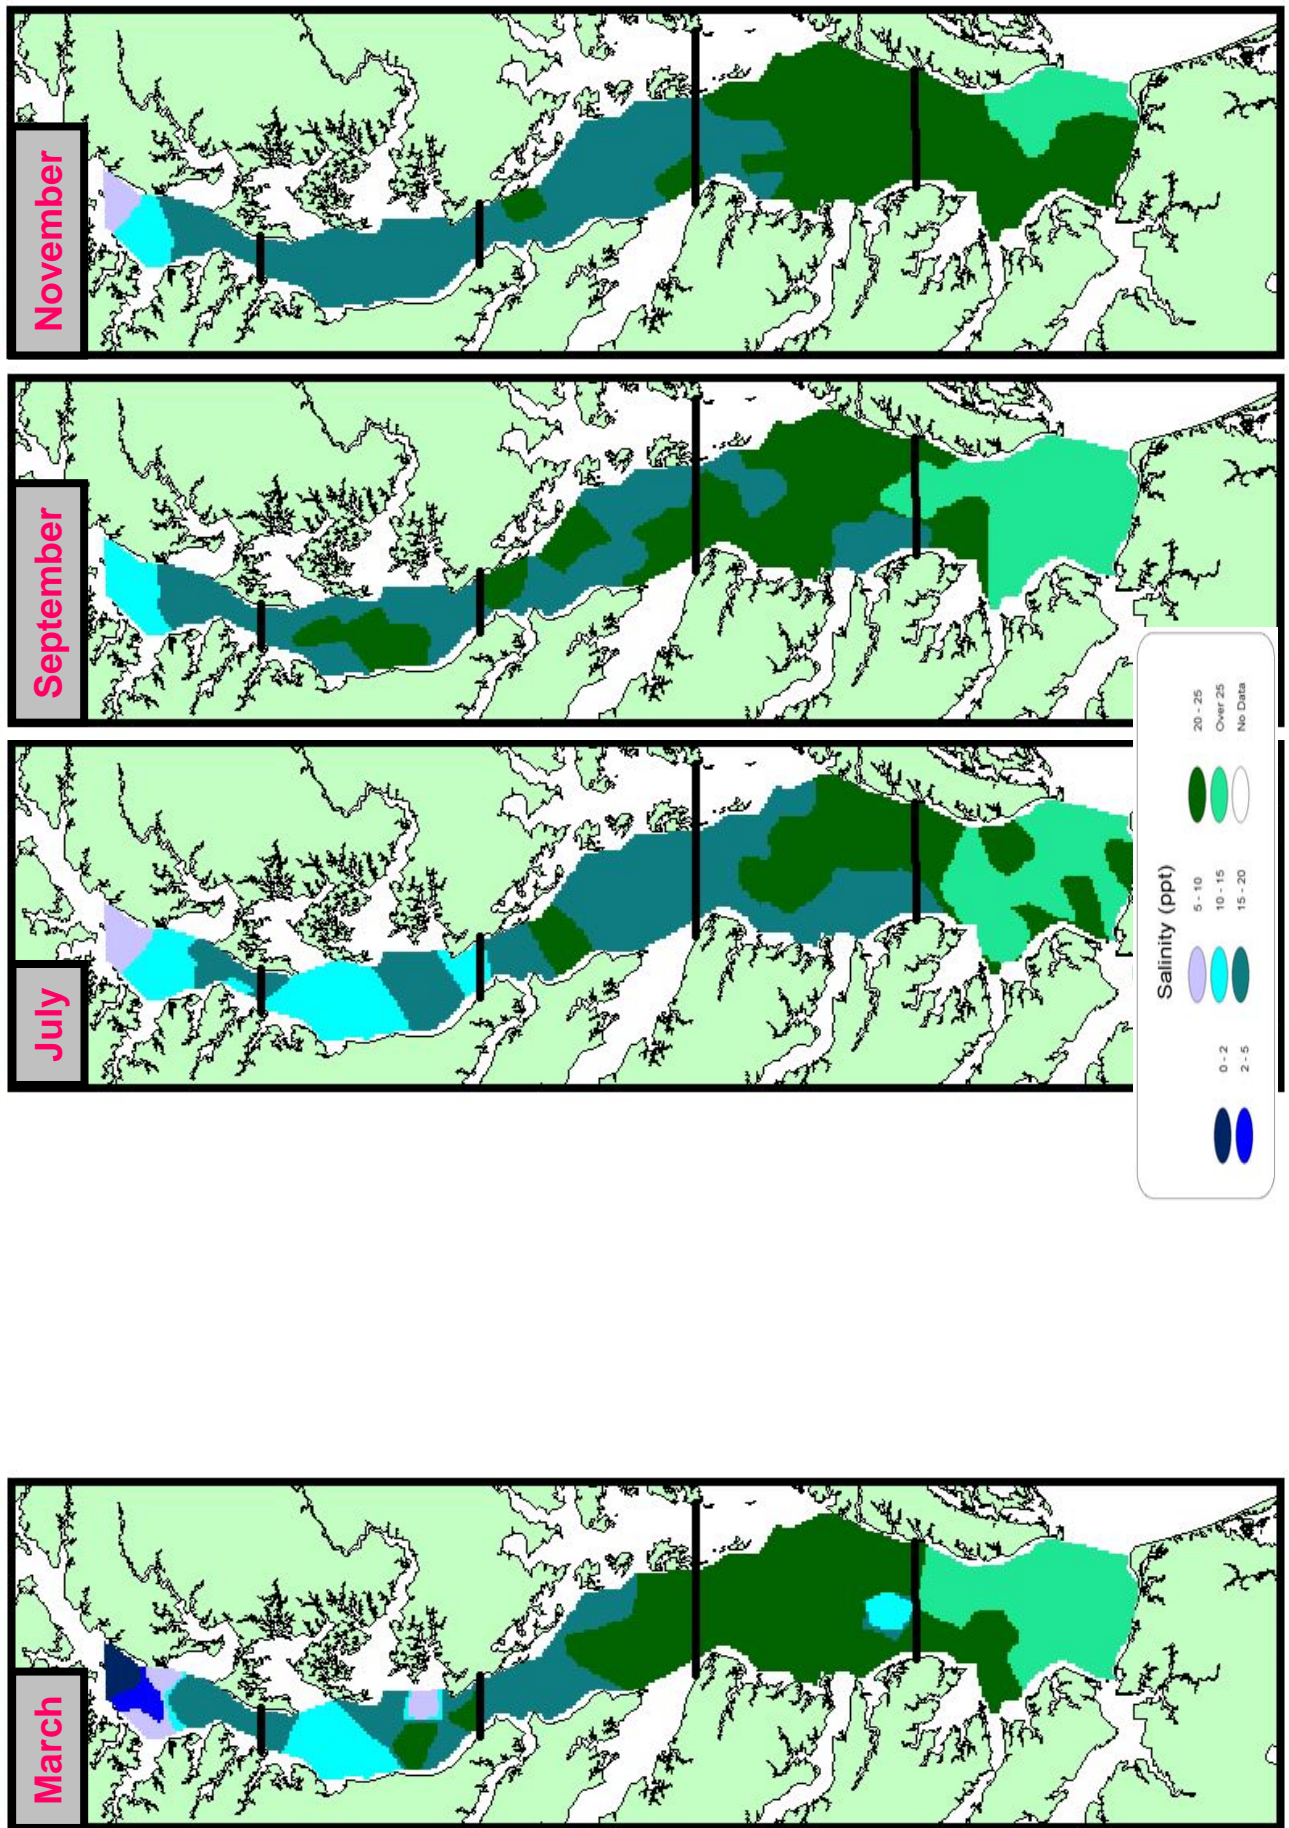 March
July
September
November
Salinity (ppt)
0 - 2
2 - 5
5 - 10
10 - 15
15 - 20
20 - 25
Over 25
No Data